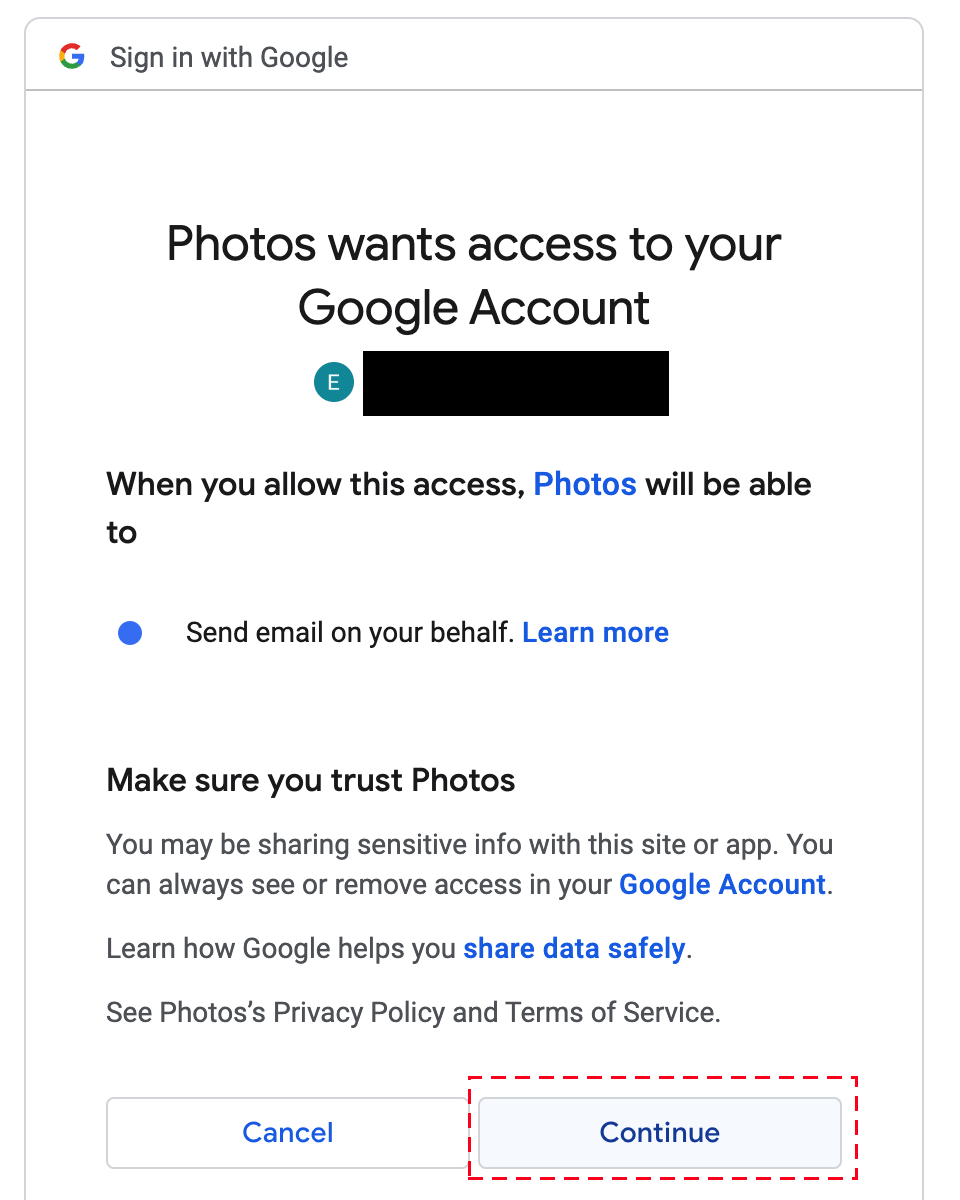 Sign in with Google
Photos wants access to your
Google Account
E
When you allow this access, Photos will be able
to
Send email on your behalf. Learn more
Make sure you trust Photos
You may be sharing sensitive info with this site or app. You
can always see or remove access in your Google Account.
Learn how Google helps you share data safely.
See Photos’s Privacy Policy and Terms of Service.
Cancel
Continue